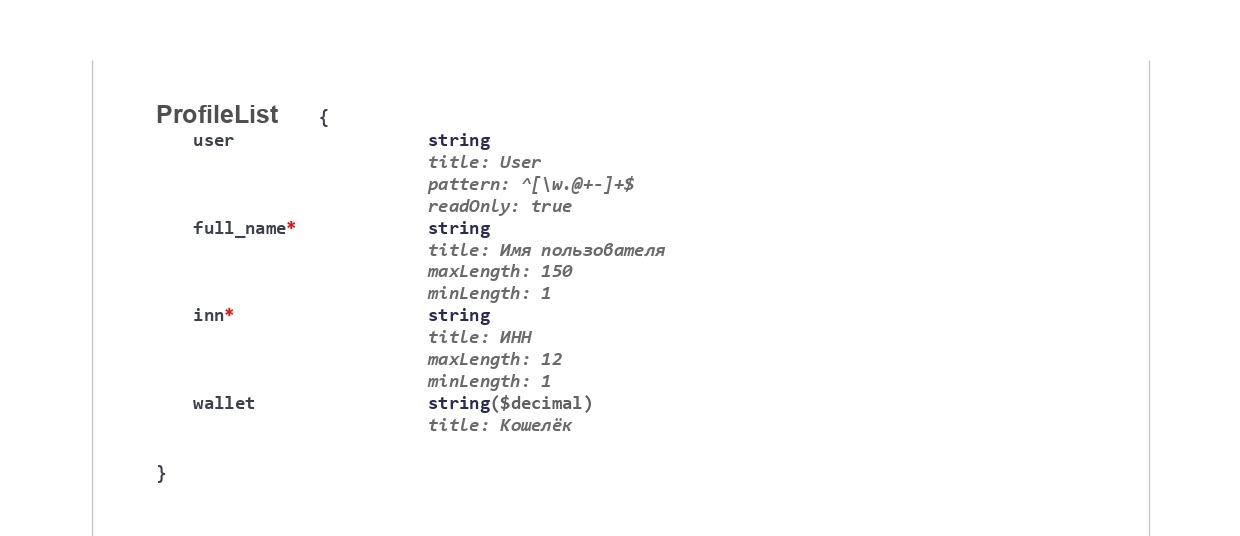 ProfileList {
user string
title: User
pattern: ^[\w.@+-]+$
readOnly: true
full_name* string
title: Имя пользователя
maxLength: 150
minLength: 1
inn* string
title: ИНН
maxLength: 12
minLength: 1
wallet string($decimal)
title: Кошелёк
}